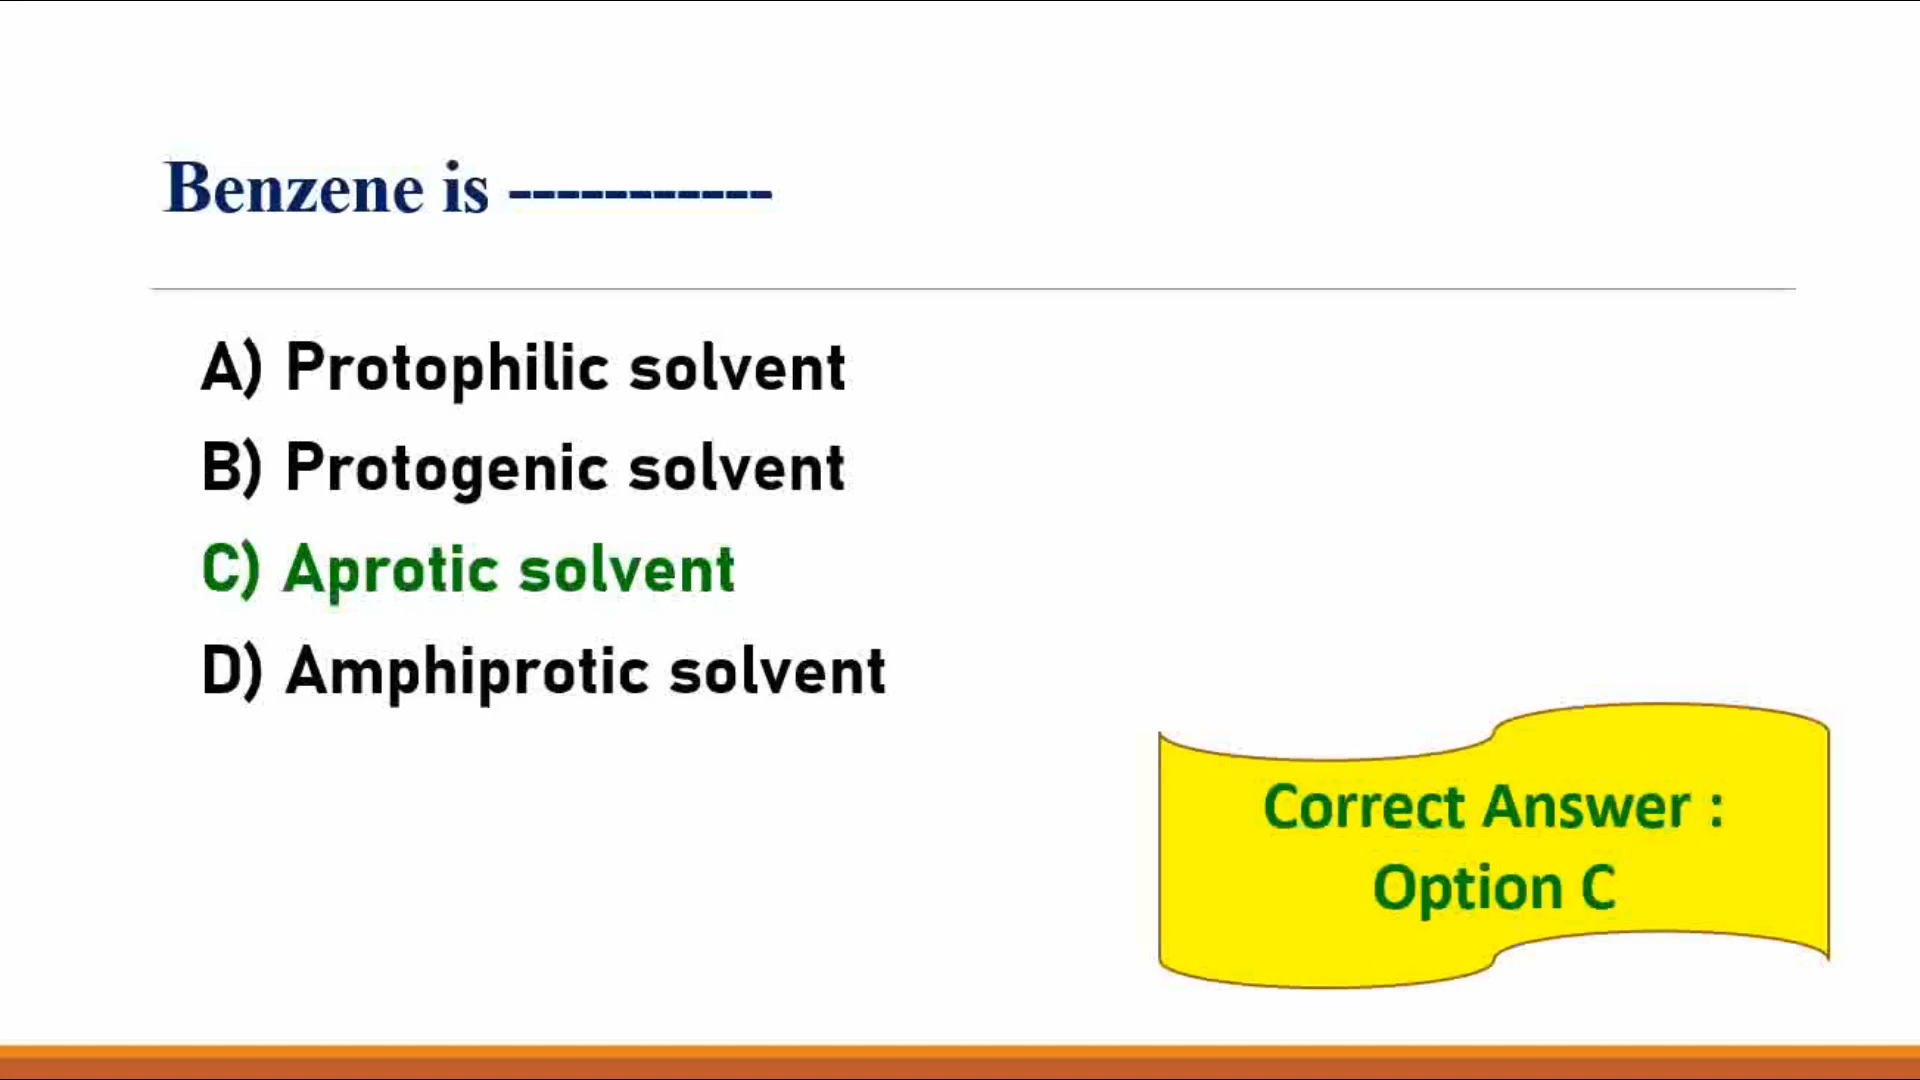 Benzene is -----------
A) Protophilic solvent
B) Protogenic solvent
C) Aprotic solvent
D) Amphiprotic solvent
Correct Answer :
Option C